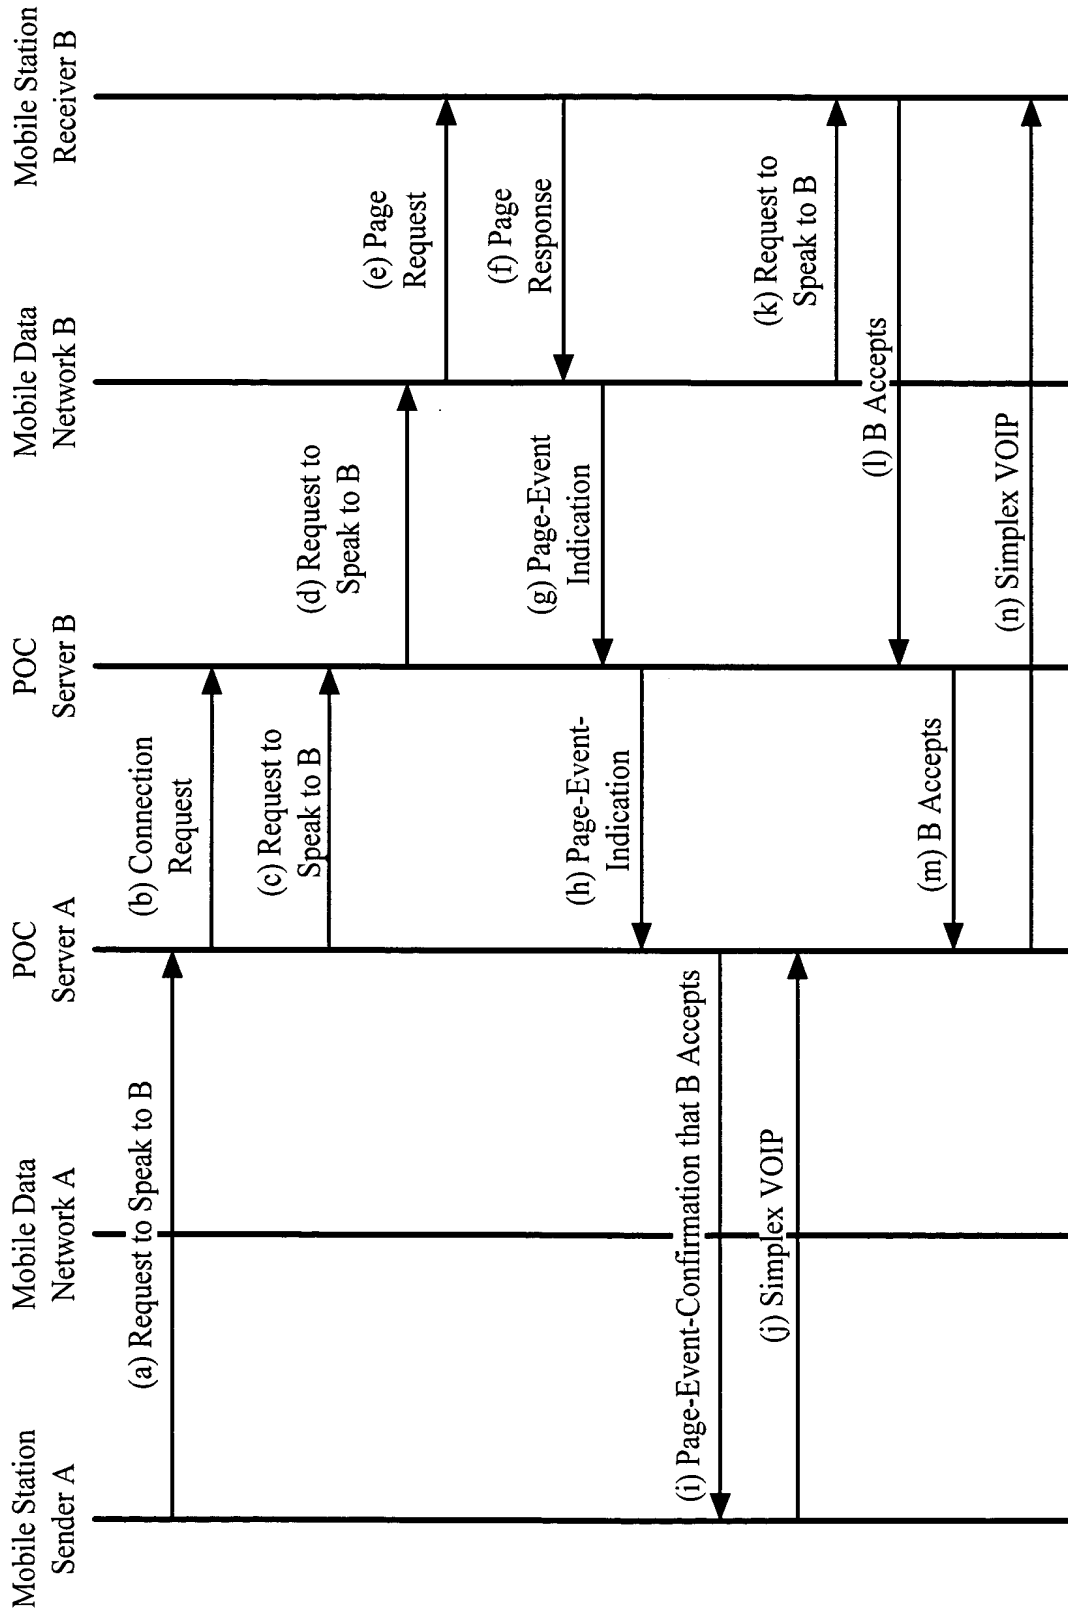 Mobile Station
Sender A
Mobile Data
Network A
POC
Server A
POC
Server B
Mobile Data
Network B
Mobile Station
Receiver B
(a) Request to Speak to B
(b) Connection
Request
(c) Request to
Speak to B
(d) Request to
Speak to B
(e) Page
Request
(f) Page
Response
(g) Page-Event
Indication
(h) Page-Event-
Indication
(i) Page-Event-Confirmation that B Accepts
(j) Simplex VOIP
(k) Request to
Speak to B
(l) B Accepts
(m) B Accepts
(n) Simplex VOIP